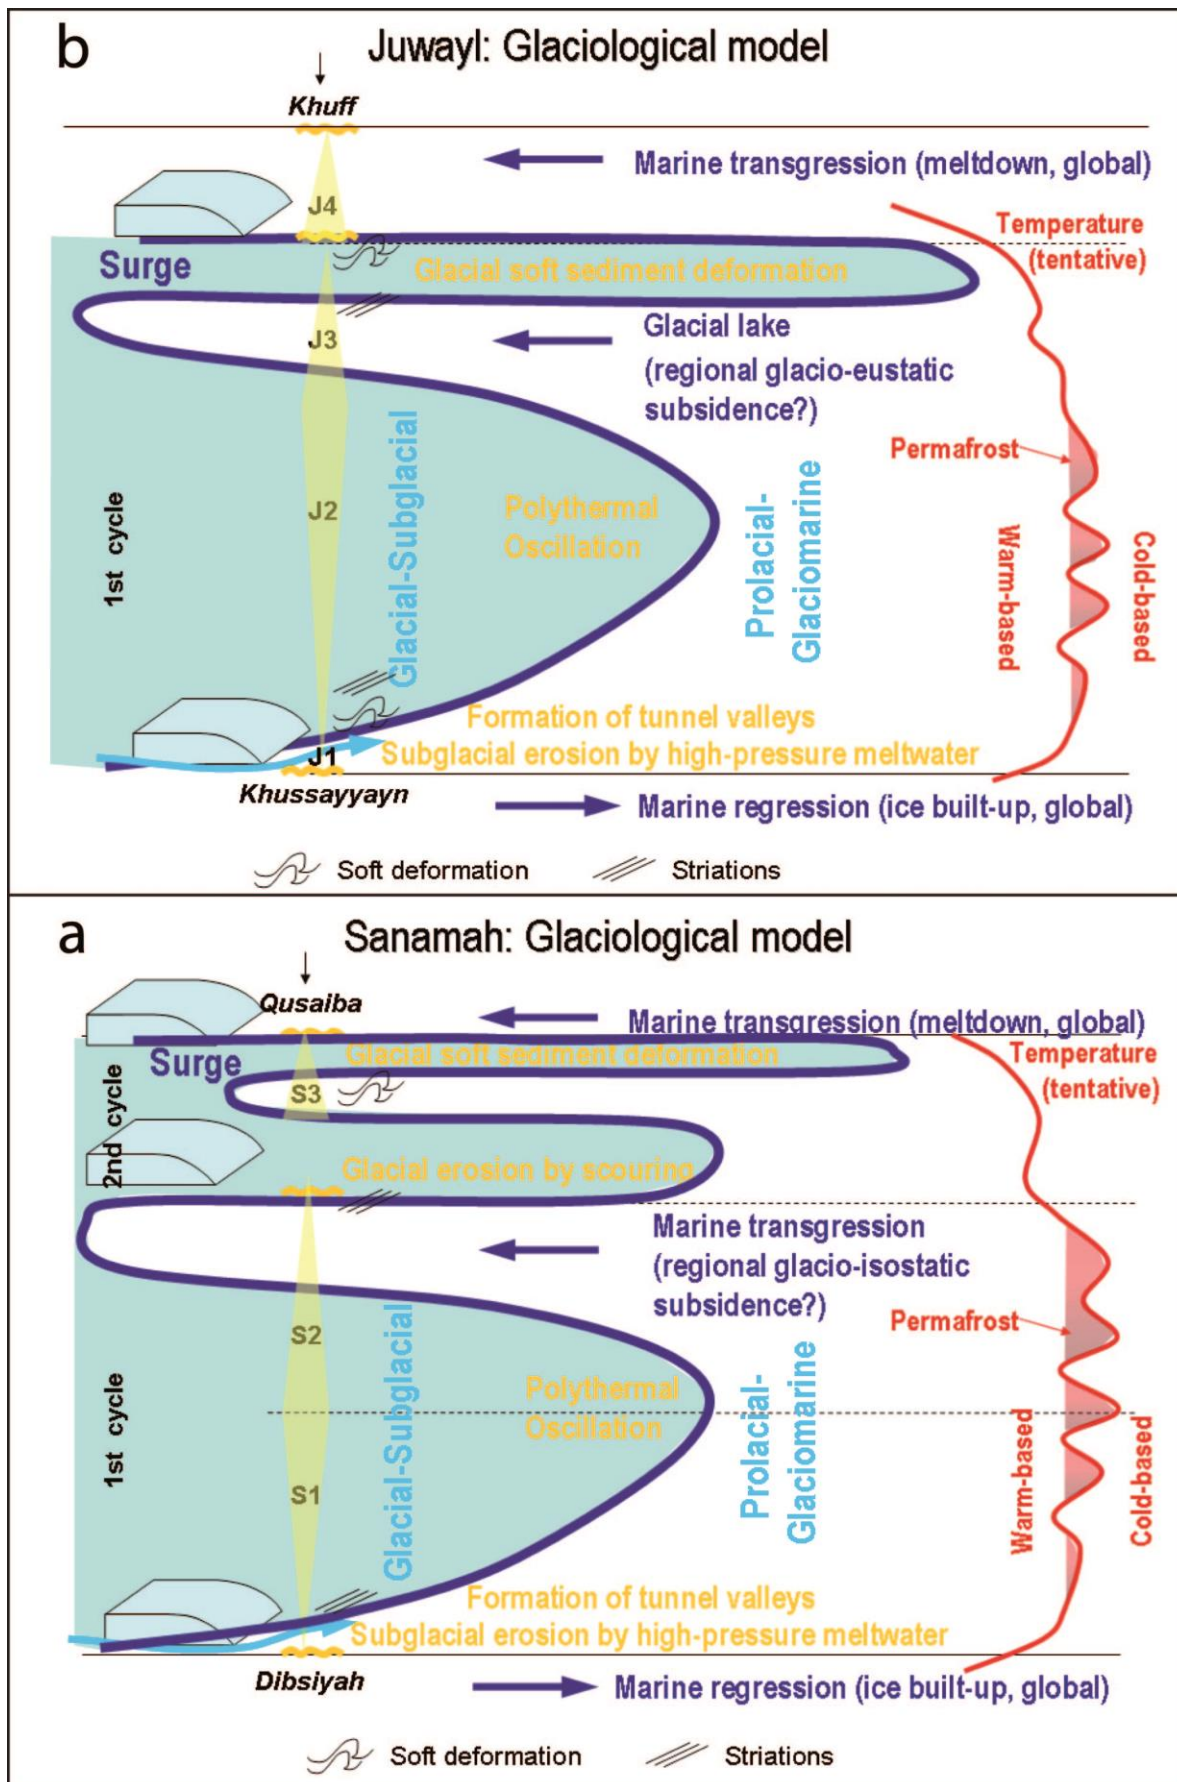 b
Juwayl: Glaciological model
Khuff
Marine transgression (meltdown, global)
J4
Temperature
(tentative)
Surge
Glacial soft sediment deformation
J3
Glacial lake
(regional glacio-eustatic
subsidence?)
Permafrost
1st cycle
J2
Glacial-Subglacial
Polythermal
Oscillation
Prolacial-
Glaciomarine
Warm-based
Cold-based
Formation of tunnel valleys
J1
Subglacial erosion by high-pressure meltwater
Khussayyayn
Marine regression (ice built-up, global)
Soft deformation
Striations
a
Sanamah: Glaciological model
Qusaiba
Marine transgression (meltdown, global)
Surge
Glacial soft sediment deformation
Temperature
(tentative)
2nd cycle
S3
Glacial erosion by scouring
Marine transgression
(regional glacio-isostatic
subsidence?)
Permafrost
S2
1st cycle
Glacial-Subglacial
Polythermal
Oscillation
Prolacial-
Glaciomarine
S1
Warm-based
Cold-based
Formation of tunnel valleys
Subglacial erosion by high-pressure meltwater
Dibsiyah
Marine regression (ice built-up, global)
Soft deformation
Striations